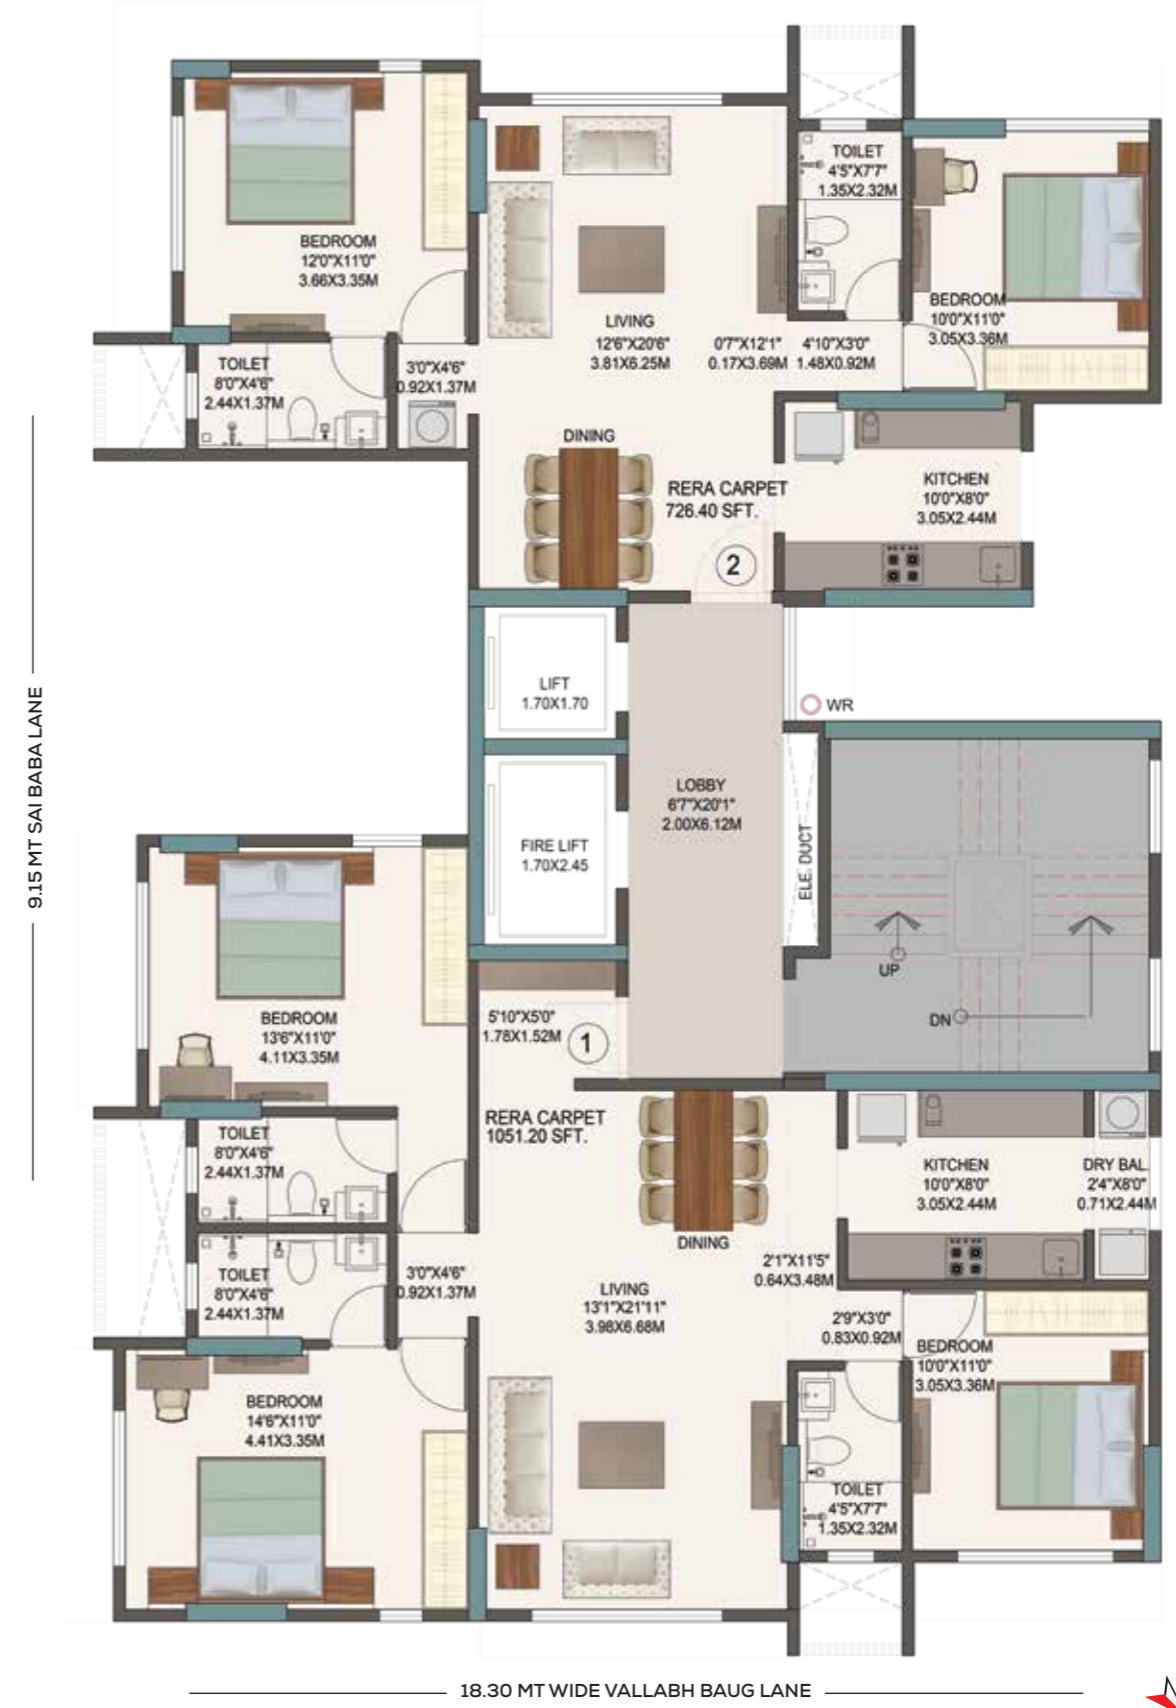 BEDROOM
12'0"X11'0"
3.66X3.35M
TOILET
4'5"X7'7"
1.35X2.32M
BEDROOM
10'0"X11'0"
3.05X3.36M
LIVING
12'6"X20'6"
3.81X6.25M
0'7"X12'1"
0.17X3.69M
4'10"X3'0"
1.48X0.92M
TOILET
8'0"X4'6"
2.44X1.37M
3'0"X4'6"
0.92X1.37M
DINING
RERA CARPET
726.40 SFT.
KITCHEN
10'0"X8'0"
3.05X2.44M
2
LIFT
1.70X1.70
WR
LOBBY
6'7"X20'1"
2.00X6.12M
FIRE LIFT
1.70X2.45
ELE. DUCT
UP
DN
9.15 MT SAI BABA LANE
BEDROOM
13'6"X11'0"
4.11X3.35M
5'10"X5'0"
1.78X1.52M
1
RERA CARPET
1051.20 SFT.
TOILET
8'0"X4'6"
2.44X1.37M
KITCHEN
10'0"X8'0"
3.05X2.44M
DRY BAL.
2'4"X8'0"
0.71X2.44M
DINING
TOILET
8'0"X4'6"
2.44X1.37M
3'0"X4'6"
0.92X1.37M
LIVING
13'1"X21'11"
3.98X6.68M
2'1"X11'5"
0.64X3.48M
2'9"X3'0"
0.83X0.92M
BEDROOM
10'0"X11'0"
3.05X3.36M
BEDROOM
14'6"X11'0"
4.41X3.35M
TOILET
4'5"X7'7"
1.35X2.32M
18.30 MT WIDE VALLABH BAUG LANE